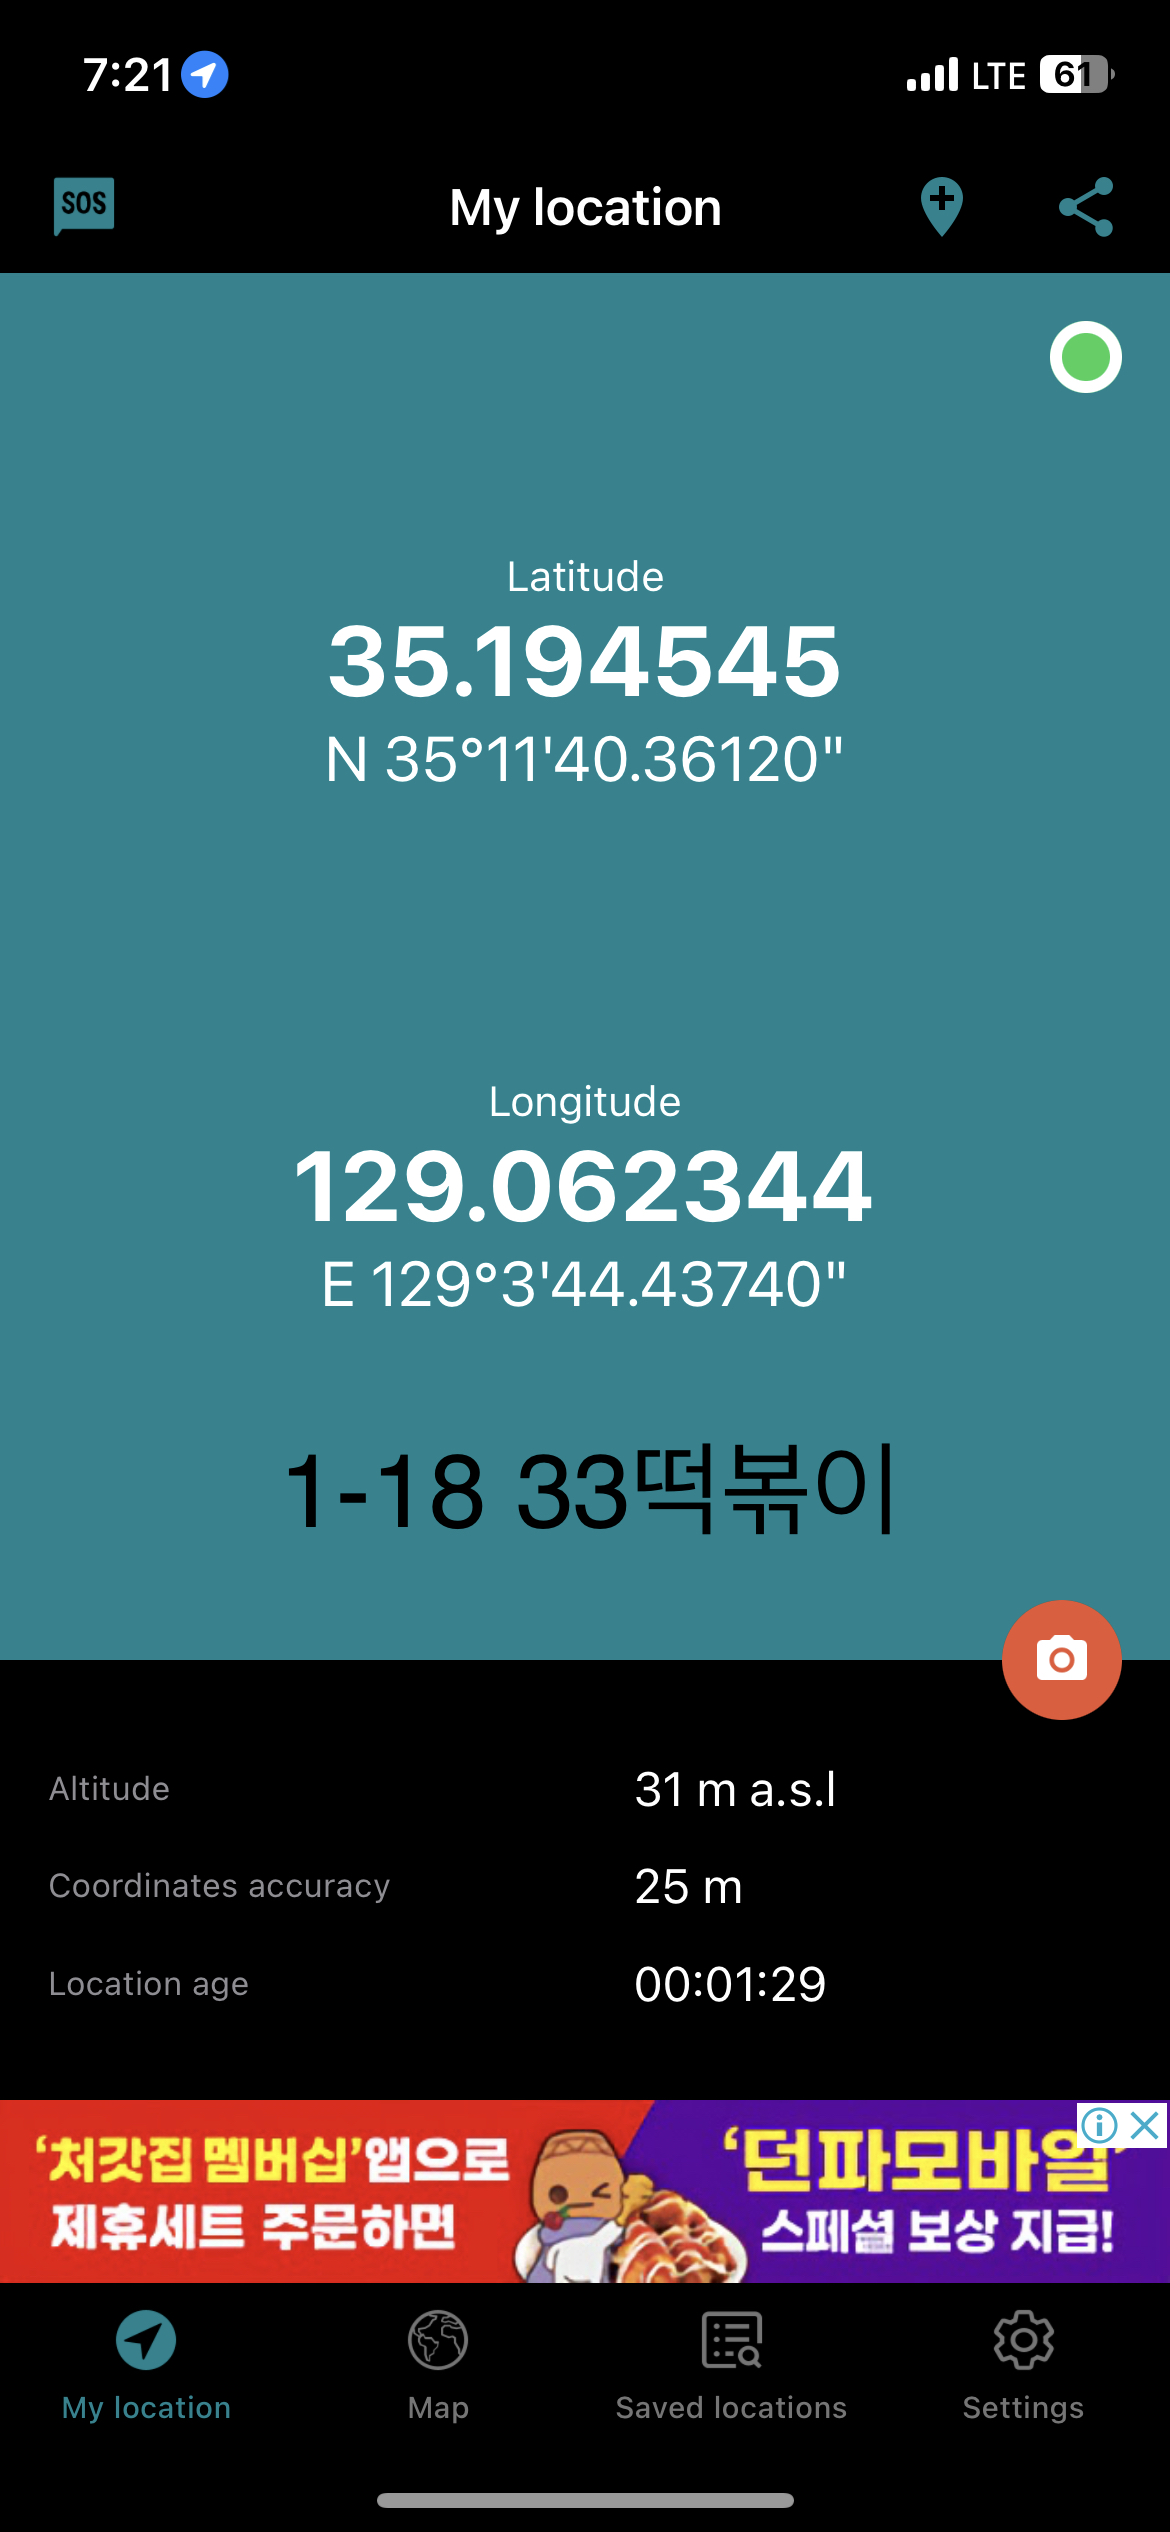 7:21
LTE 61
SOS
My location
Latitude
35.194545
N 35°11'40.36120"
Longitude
129.062344
E 129°3'44.43740"
1-18 33떡볶이
Altitude 31 m a.s.l
Coordinates accuracy 25 m
Location age 00:01:29
‘처갓집 멤버십’앱으로
제휴세트 주문하면
‘던파모바일’
스페셜 보상 지급!
My location Map Saved locations Settings